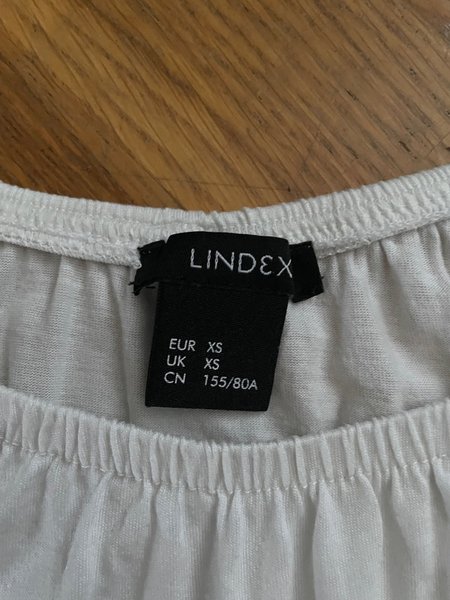 LINDEX
EUR XS
UK XS
CN 155/80A